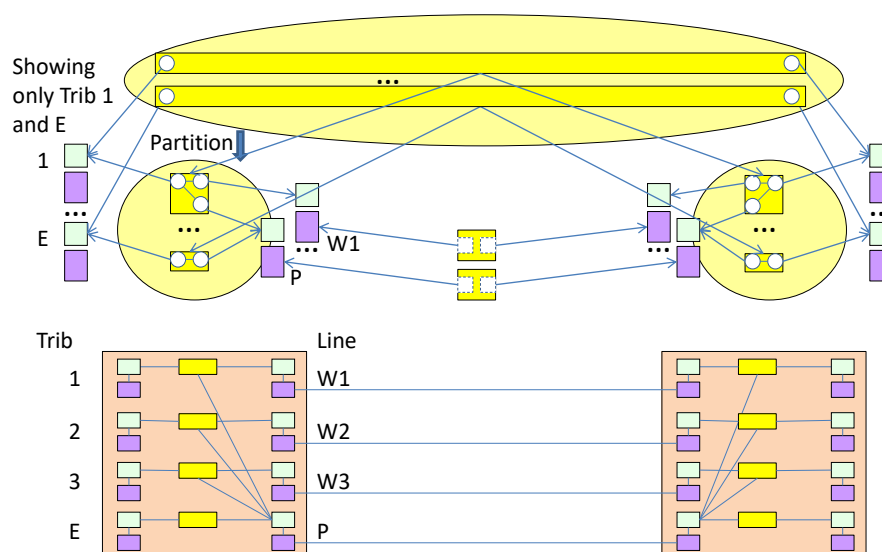 Showing
only Trib 1
and E
...
Partition
1
...
E
...
...
W1
P
...
...
...
Trib
Line
1
W1
2
W2
3
W3
E
P